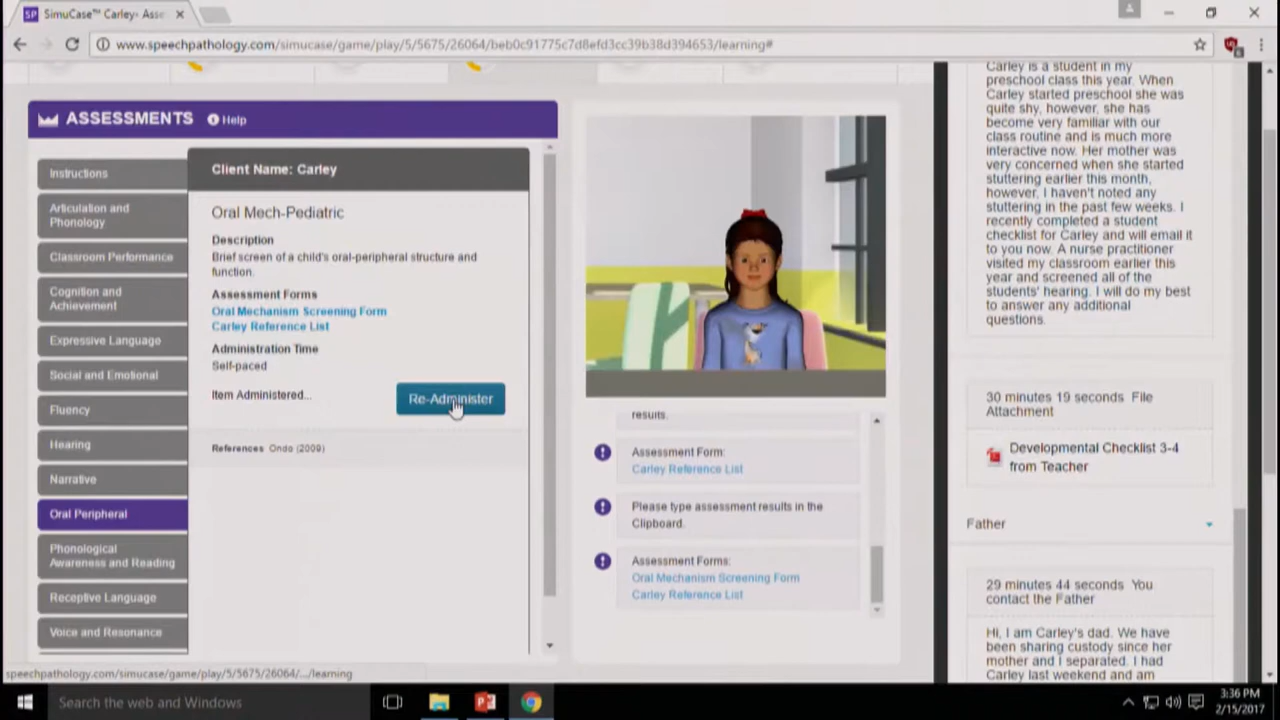 SimuCase™ Carley- Asse
www.speechpathology.com/simucase/game/play/5/5675/26064/beb0c91775c7d8efd3cc39b38d394653/learning#
ASSESSMENTS
Help
Instructions
Articulation and
Phonology
Classroom Performance
Cognition and
Achievement
Expressive Language
Social and Emotional
Fluency
Hearing
Narrative
Oral Peripheral
Phonological
Awareness and Reading
Receptive Language
Voice and Resonance
Client Name: Carley
Oral Mech-Pediatric
Description
Brief screen of a child's oral-peripheral structure and
function.
Assessment Forms
Oral Mechanism Screening Form
Carley Reference List
Administration Time
Self-paced
Item Administered...
Re-Administer
References Ondo (2009)
results.
Assessment Form:
Carley Reference List
Please type assessment results in the
Clipboard.
Assessment Forms:
Oral Mechanism Screening Form
Carley Reference List
Carley is a student in my
preschool class this year. When
Carley started preschool she was
quite shy, however, she has
become very familiar with our
class routine and is much more
interactive now. Her mother was
very concerned when she started
stuttering earlier this month,
however, I haven't noted any
stuttering in the past few weeks. I
recently completed a student
checklist for Carley and will email it
to you now. A nurse practitioner
visited my classroom earlier this
year and screened all of the
students' hearing. I will do my best
to answer any additional
questions.
30 minutes 19 seconds File
Attachment
Developmental Checklist 3-4
from Teacher
Father
29 minutes 44 seconds You
contact the Father
Hi, I am Carley's dad. We have
been sharing custody since her
mother and I separated. I had
Carley last weekend and am
speechpathology.com/simucase/game/play/5/5675/26064/.../learning
Search the web and Windows
3:36 PM
2/15/2017